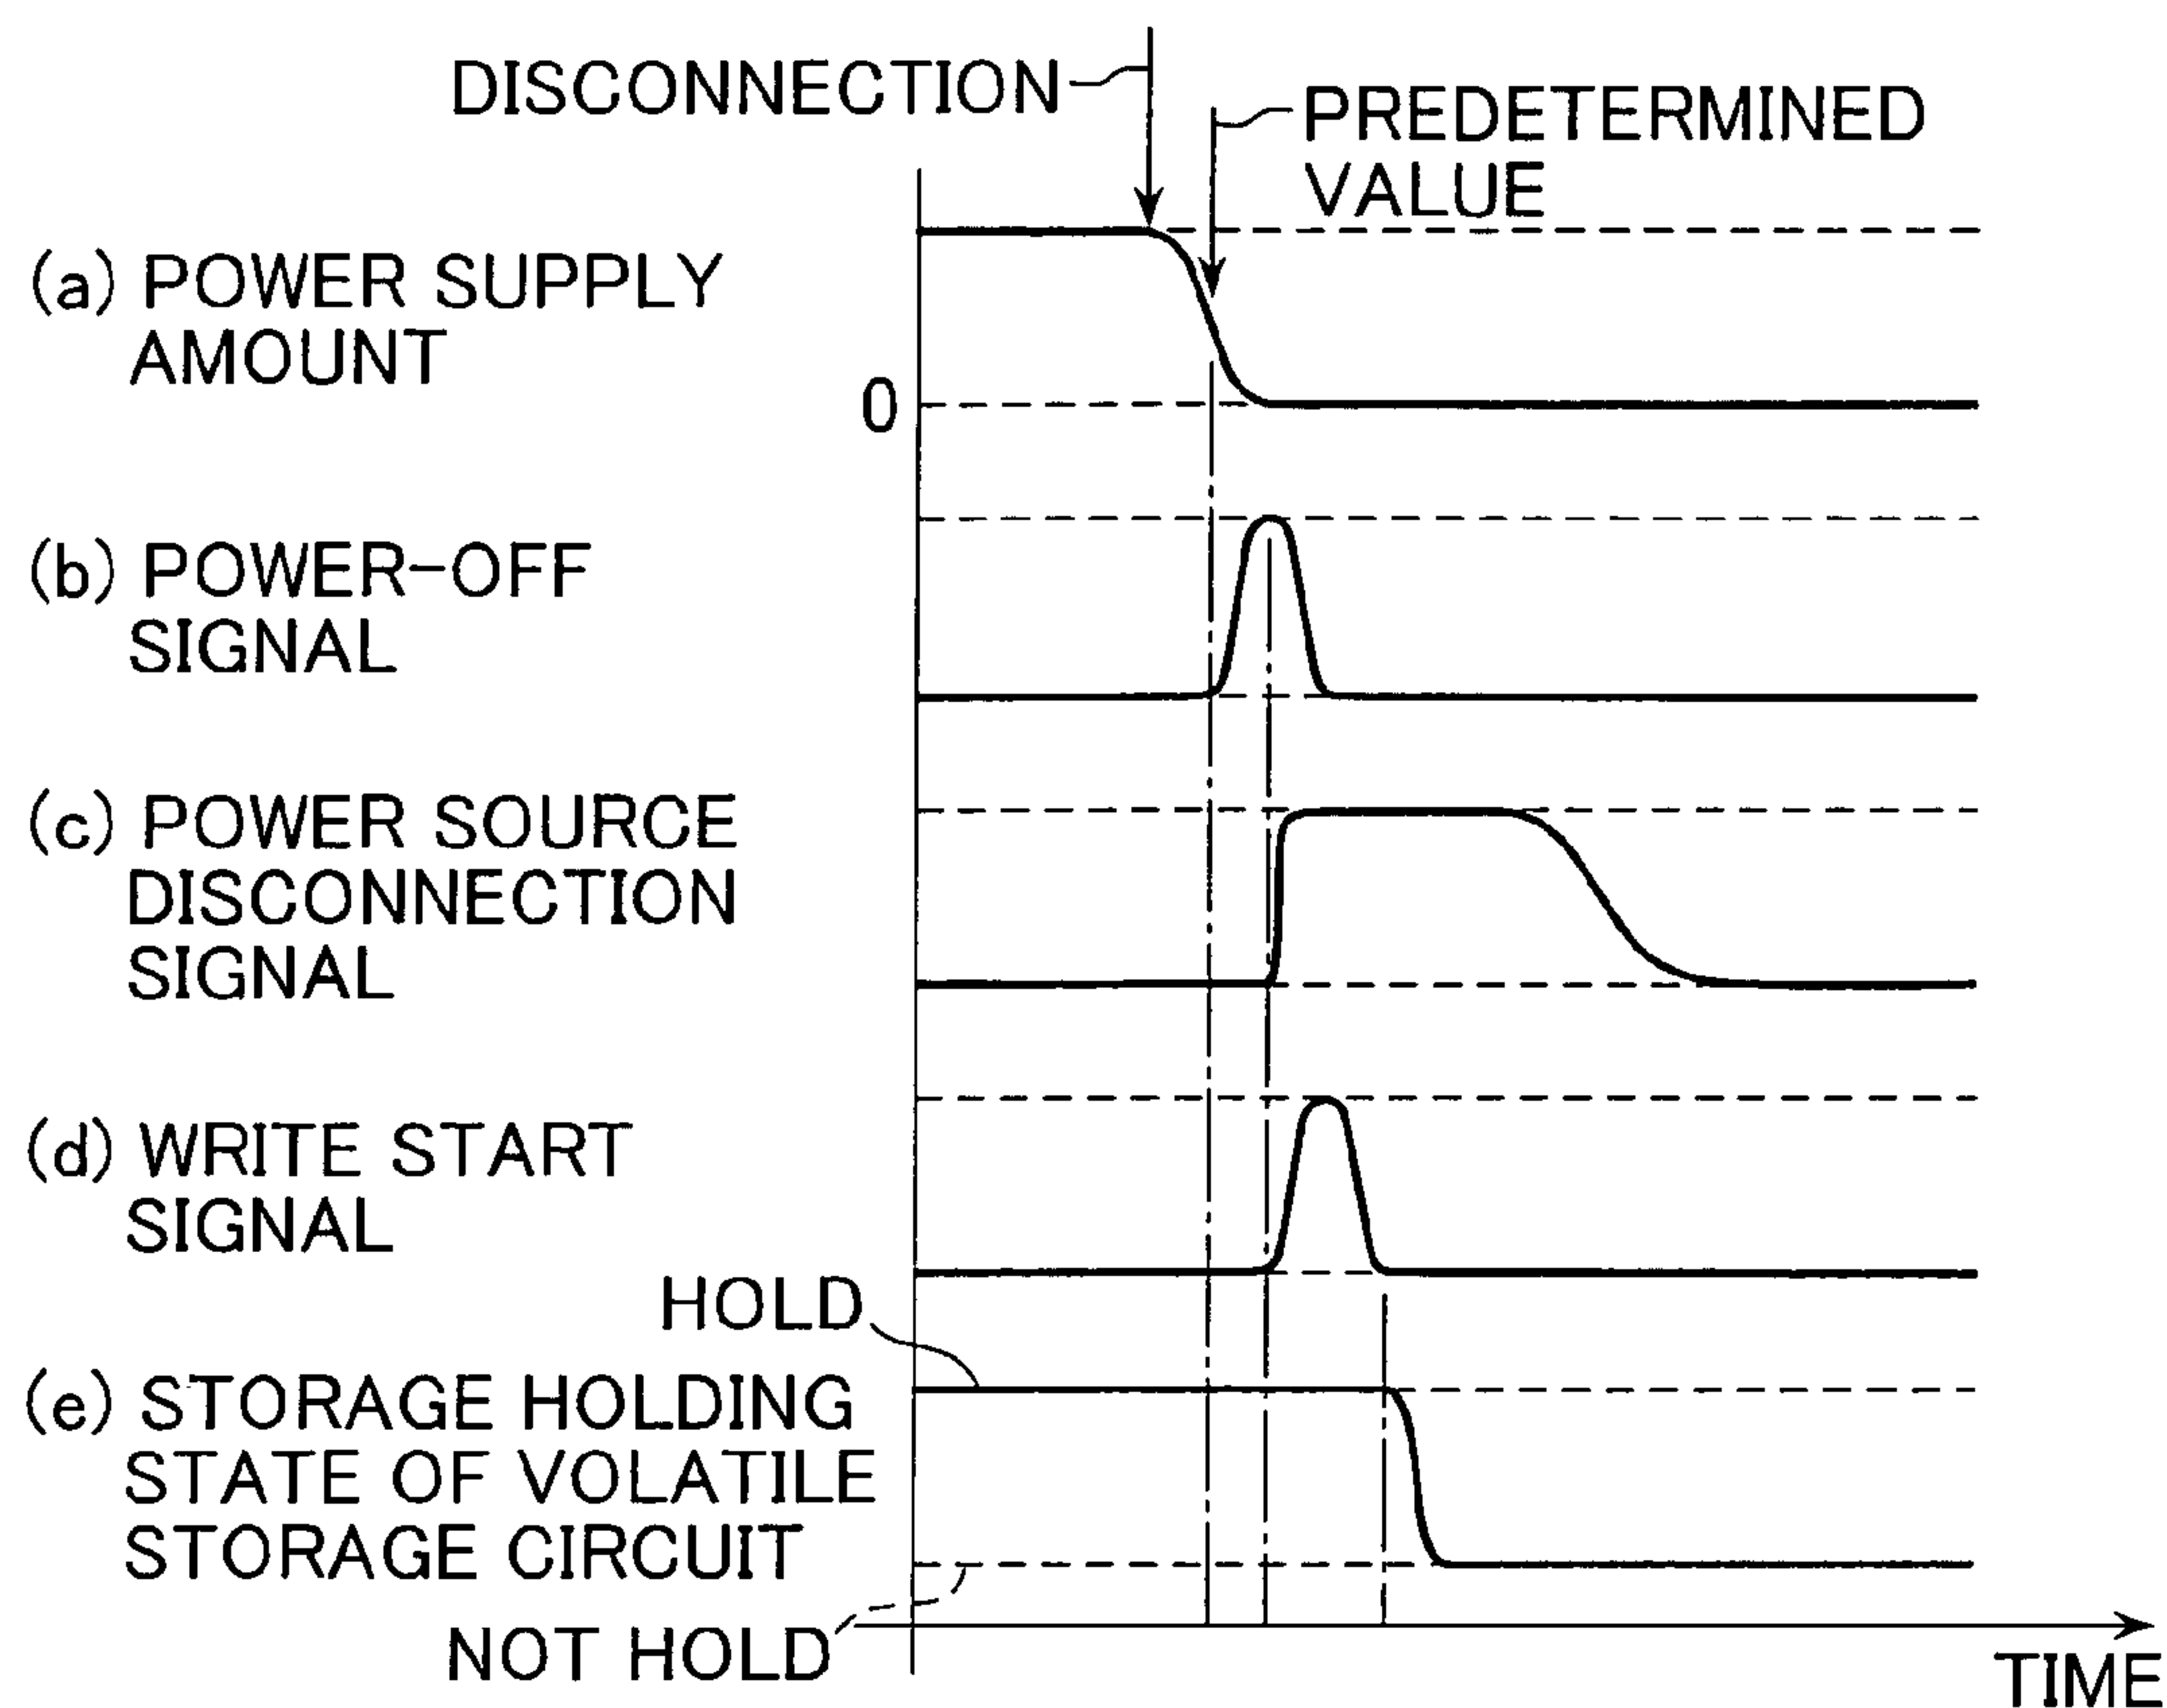 DISCONNECTION
PREDETERMINED
VALUE
(a) POWER SUPPLY
AMOUNT
0
(b) POWER-OFF
SIGNAL
(c) POWER SOURCE
DISCONNECTION
SIGNAL
(d) WRITE START
SIGNAL
HOLD
(e) STORAGE HOLDING
STATE OF VOLATILE
STORAGE CIRCUIT
NOT HOLD
TIME